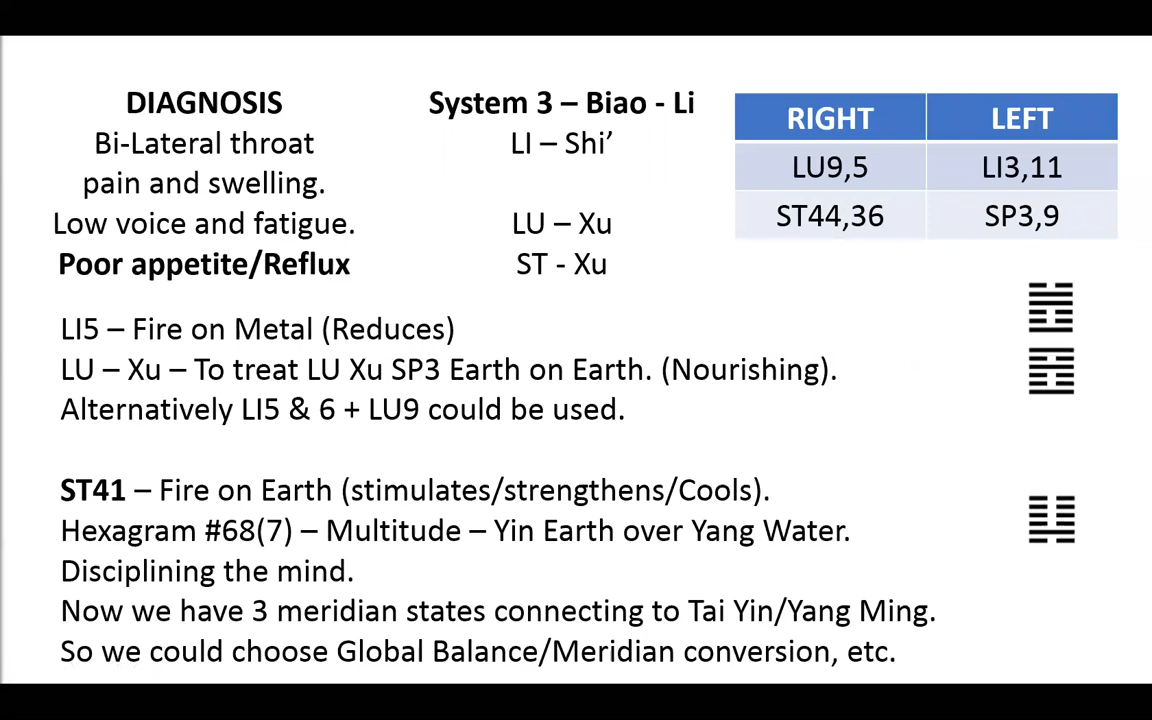 DIAGNOSIS
Bi-Lateral throat
pain and swelling.
Low voice and fatigue.
Poor appetite/Reflux
System 3 – Biao - Li
LI – Shi’
LU – Xu
ST - Xu
RIGHT LEFT
LU9,5 LI3,11
ST44,36 SP3,9
LI5 – Fire on Metal (Reduces)
LU – Xu – To treat LU Xu SP3 Earth on Earth. (Nourishing).
Alternatively LI5 & 6 + LU9 could be used.
ST41 – Fire on Earth (stimulates/strengthens/Cools).
Hexagram #68(7) – Multitude – Yin Earth over Yang Water.
Disciplining the mind.
Now we have 3 meridian states connecting to Tai Yin/Yang Ming.
So we could choose Global Balance/Meridian conversion, etc.